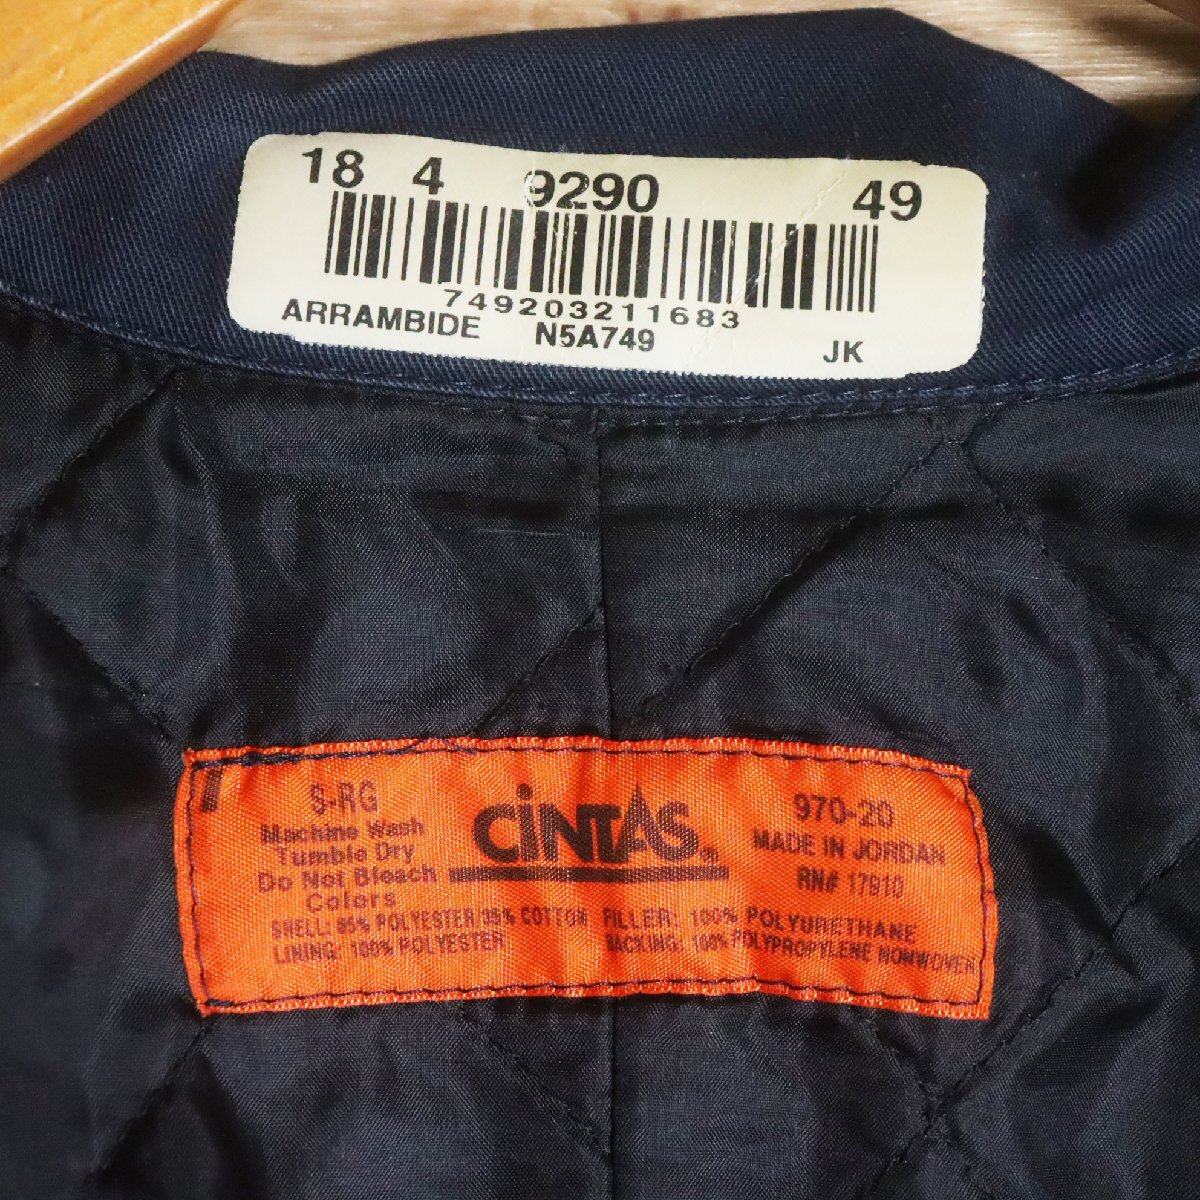 18 4 9290 49
749203211683
ARRAMBIDE N5A749 JK
S-RG
Machine Wash
Tumble Dry
Do Not Bleach
Colors
CiNTAS.
970-20
MADE IN JORDAN
RN# 17910
SHELL: 65% POLYESTER/35% COTTON FILLER: 100% POLYURETHANE
LINING: 100% POLYESTER BACKING: 100% POLYPROPYLENE NONWOVEN